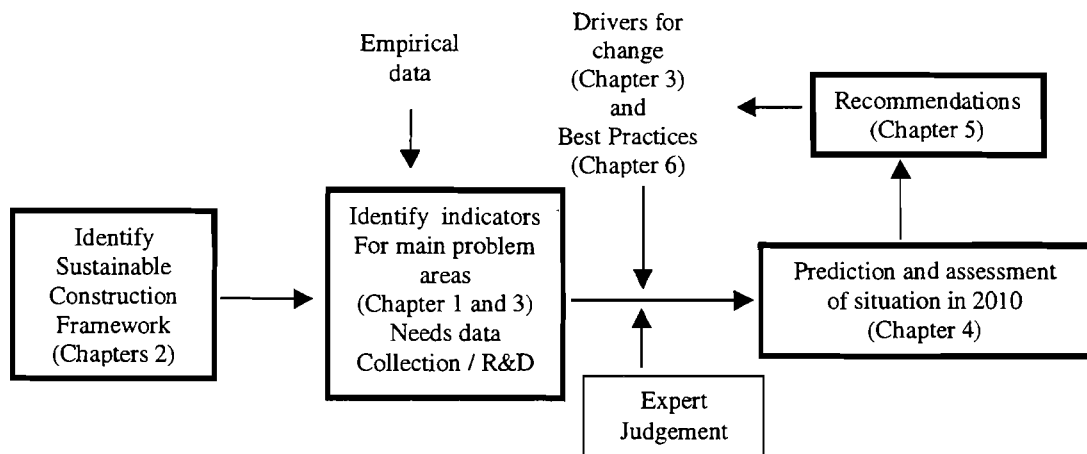 Identify
Sustainable
Construction
Framework
(Chapters 2)
Empirical
data
Identify indicators
For main problem
areas
(Chapter 1 and 3)
Needs data
Collection / R&D
Drivers for
change
(Chapter 3)
and
Best Practices
(Chapter 6)
Expert
Judgement
Recommendations
(Chapter 5)
Prediction and assessment
of situation in 2010
(Chapter 4)